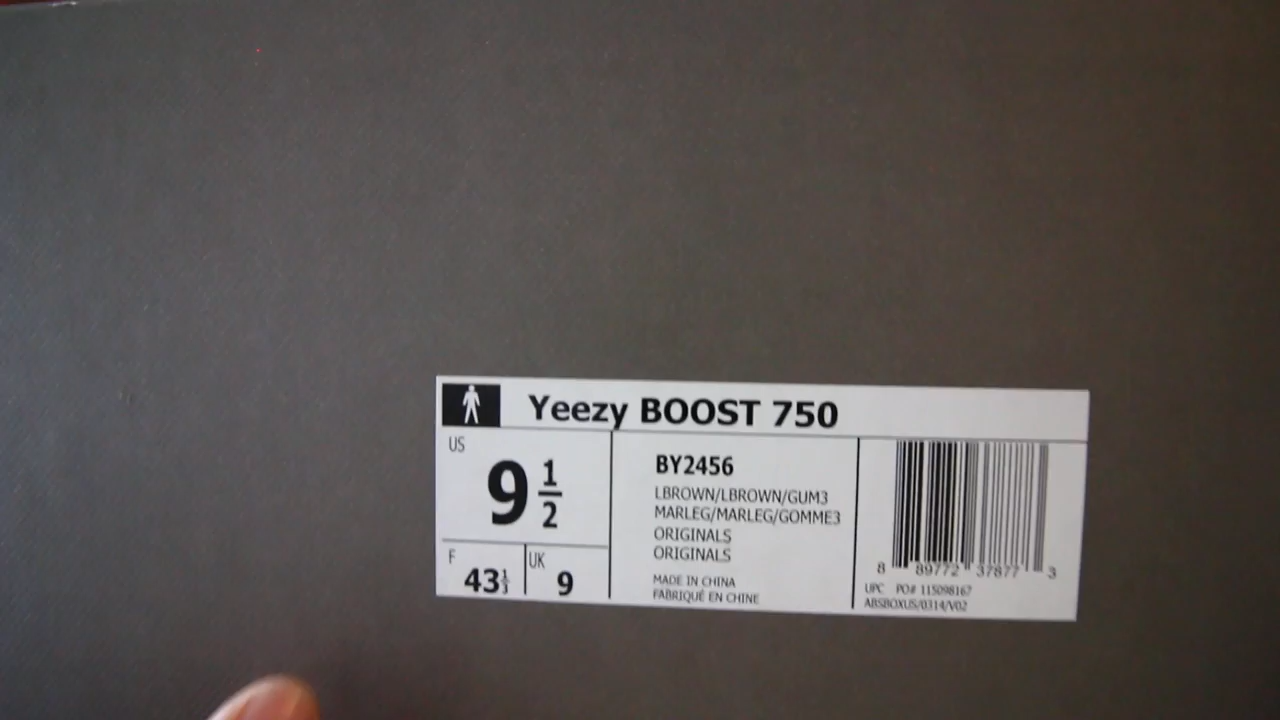 Yeezy BOOST 750
US
9 1/2
F
43 1/3
UK
9
BY2456
LBROWN/LBROWN/GUM3
MARLEG/MARLEG/GOMME3
ORIGINALS
ORIGINALS
MADE IN CHINA
FABRIQUÉ EN CHINE
8 89772 37877 3
UPC PO# 115098167
ABSBOXUS/0314/V02